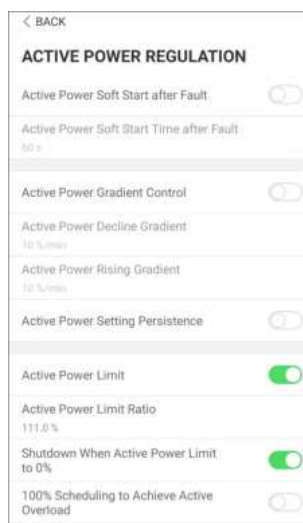 < BACK
ACTIVE POWER REGULATION
Active Power Soft Start after Fault
Active Power Soft Start Time after Fault
60 s
Active Power Gradient Control
Active Power Decline Gradient
10 %/min
Active Power Rising Gradient
10 %/min
Active Power Setting Persistence
Active Power Limit
Active Power Limit Ratio
111.0 %
Shutdown When Active Power Limit
to 0%
100% Scheduling to Achieve Active
Overload